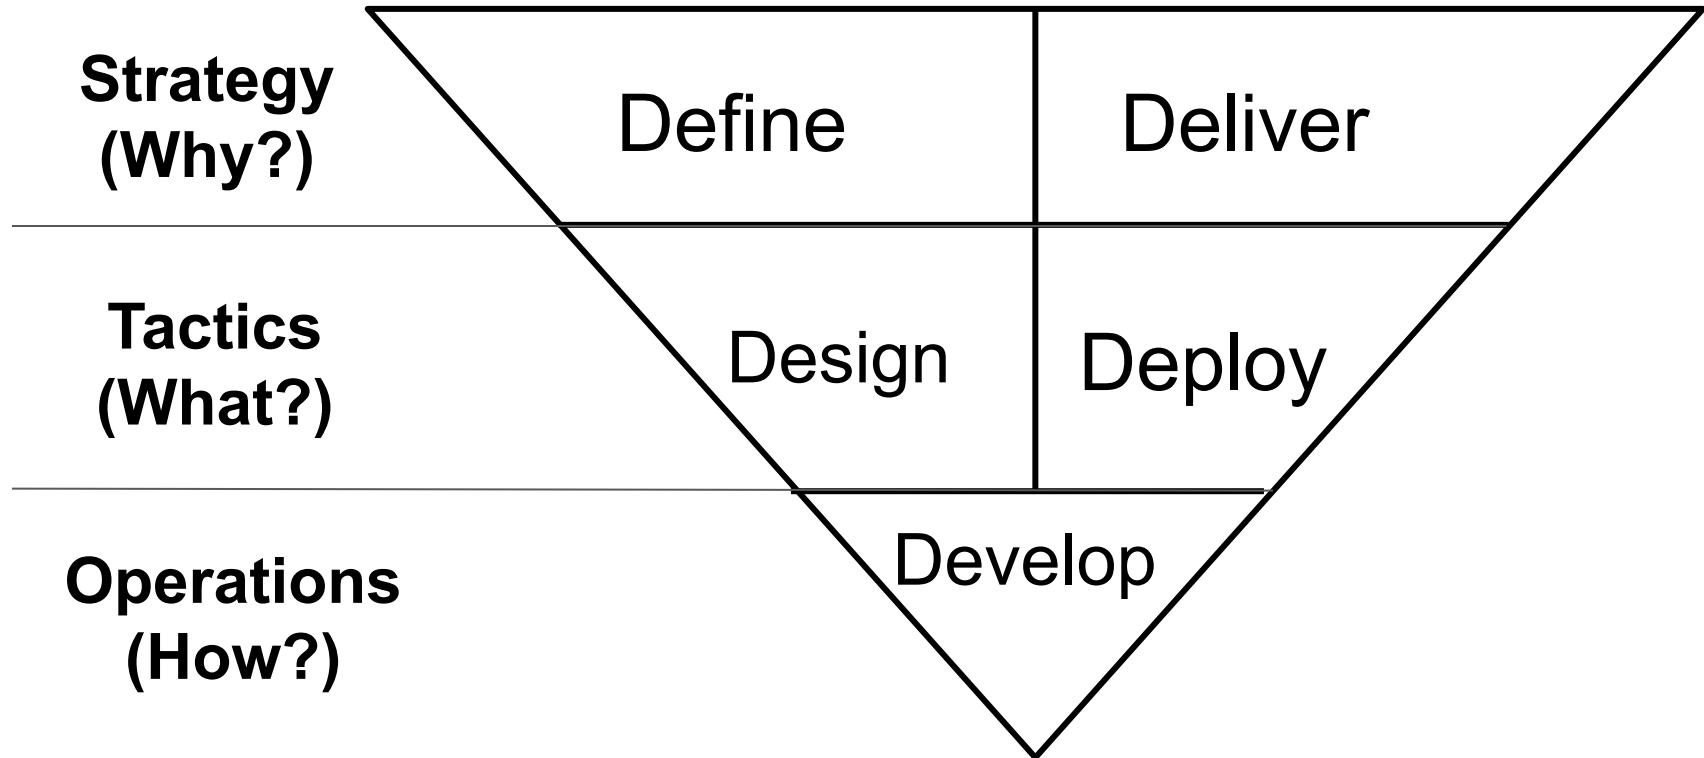 Strategy
(Why?)
Define
Deliver
Tactics
(What?)
Design
Deploy
Operations
(How?)
Develop